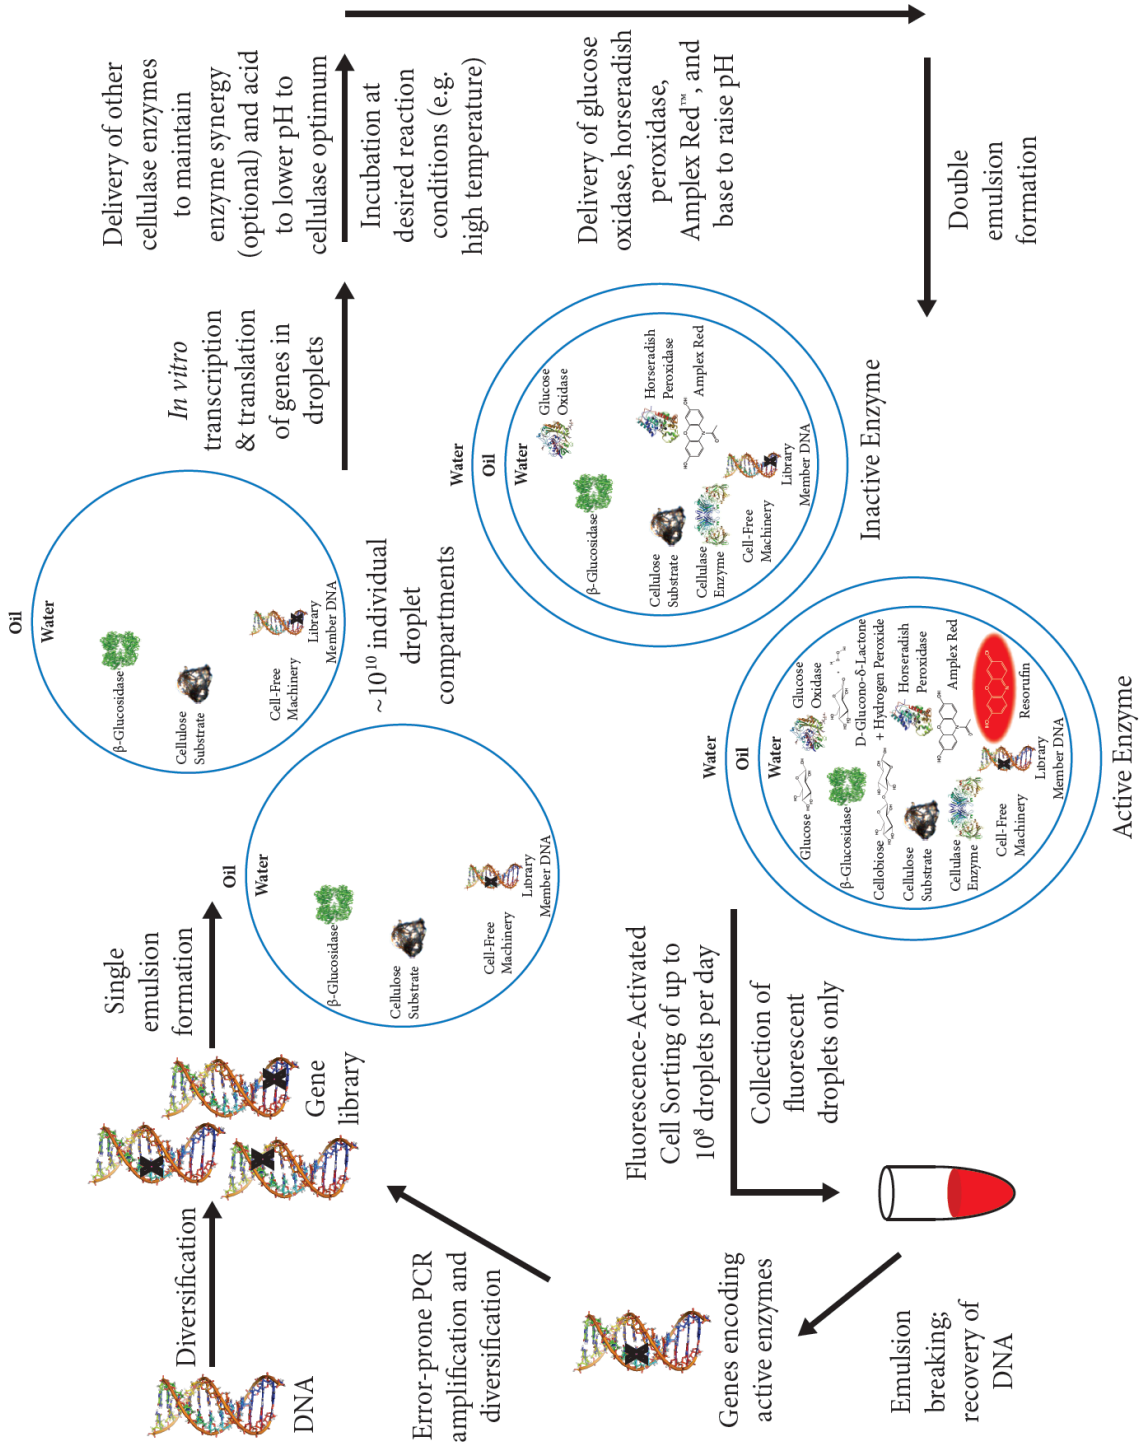 DNA
Diversification
Gene
library
Single
emulsion
formation
Oil
Water
β-Glucosidase
Cellulose
Substrate
Cell-Free
Machinery
Library
Member DNA
Oil
Water
β-Glucosidase
Cellulose
Substrate
Cell-Free
Machinery
Library
Member DNA
~10¹⁰ individual
droplet
compartments
In vitro
transcription
& translation
of genes in
droplets
Delivery of other
cellulase enzymes
to maintain
enzyme synergy
(optional) and acid
to lower pH to
cellulase optimum
Incubation at
desired reaction
conditions (e.g.
high temperature)
Delivery of glucose
oxidase, horseradish
peroxidase,
Amplex Red™, and
base to raise pH
Double
emulsion
formation
Water
Oil
Water
Glucose
Oxidase
β-Glucosidase
Horseradish
Peroxidase
Cellulose
Substrate
Amplex Red
HO
OH
Cellulase
Enzyme
Cell-Free
Machinery
Library
Member DNA
Inactive Enzyme
Water
Oil
Water
Glucose
Glucose
Oxidase
β-Glucosidase
D-Glucono-δ-Lactone
+ Hydrogen Peroxide
Cellobiose
Horseradish
Peroxidase
Cellulose
Substrate
Amplex Red
Cellulase
Enzyme
Resorufin
Cell-Free
Machinery
Library
Member DNA
Active Enzyme
Fluorescence-Activated
Cell Sorting of up to
10⁸ droplets per day
Collection of
fluorescent
droplets only
Emulsion
breaking;
recovery of
DNA
Genes encoding
active enzymes
Error-prone PCR
amplification and
diversification